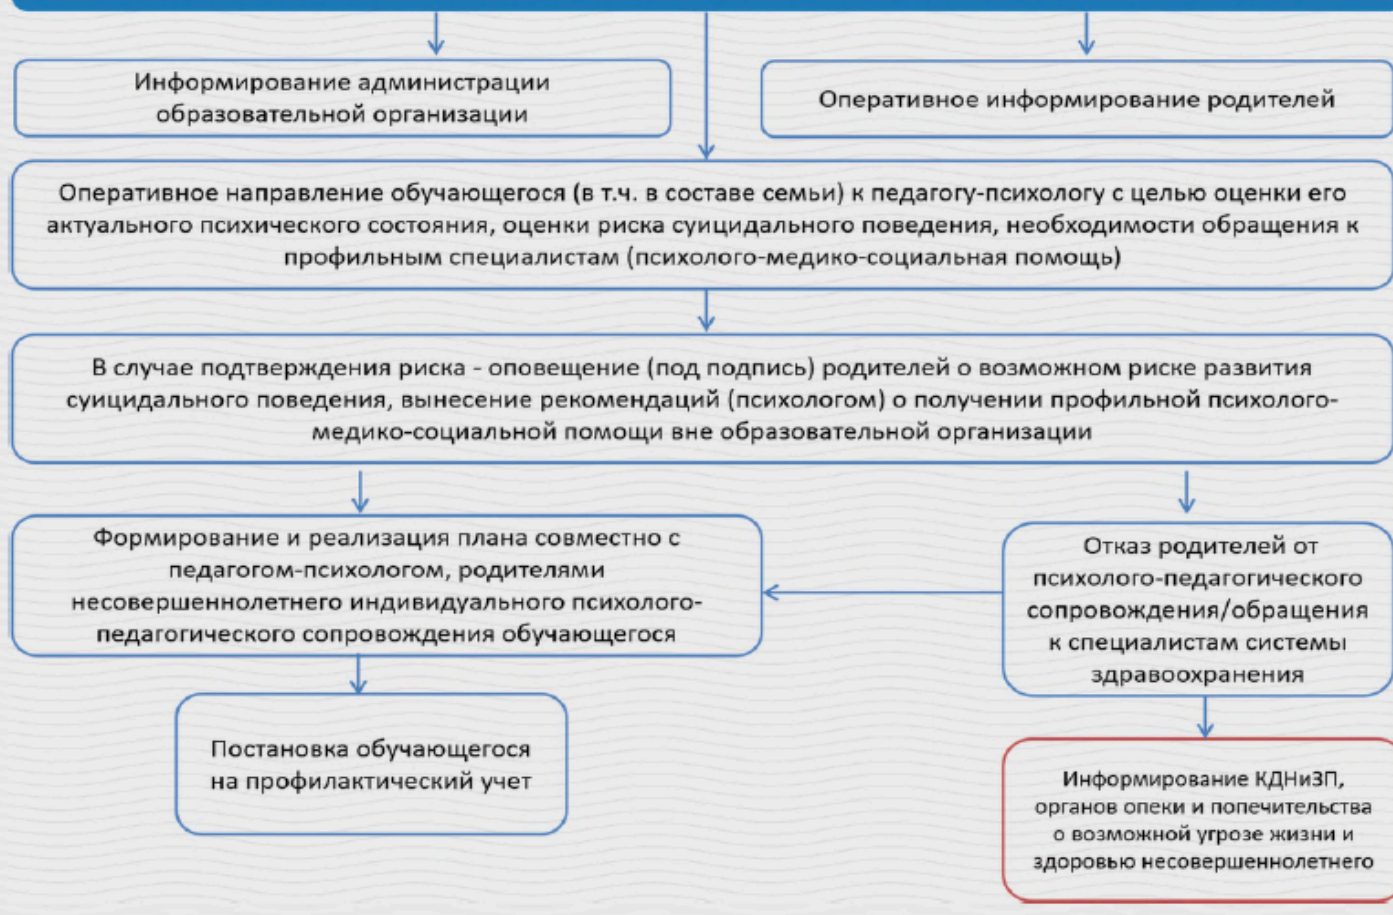 Информирование администрации
образовательной организации
Оперативное информирование родителей
Оперативное направление обучающегося (в т.ч. в составе семьи) к педагогу-психологу с целью оценки его
актуального психического состояния, оценки риска суицидального поведения, необходимости обращения к
профильным специалистам (психолого-медико-социальная помощь)
В случае подтверждения риска - оповещение (под подпись) родителей о возможном риске развития
суицидального поведения, вынесение рекомендаций (психологом) о получении профильной психолого-
медико-социальной помощи вне образовательной организации
Формирование и реализация плана совместно с
педагогом-психологом, родителями
несовершеннолетнего индивидуального психолого-
педагогического сопровождения обучающегося
Отказ родителей от
психолого-педагогического
сопровождения/обращения
к специалистам системы
здравоохранения
Постановка обучающегося
на профилактический учет
Информирование КДНиЗП,
органов опеки и попечительства
о возможной угрозе жизни и
здоровью несовершеннолетнего